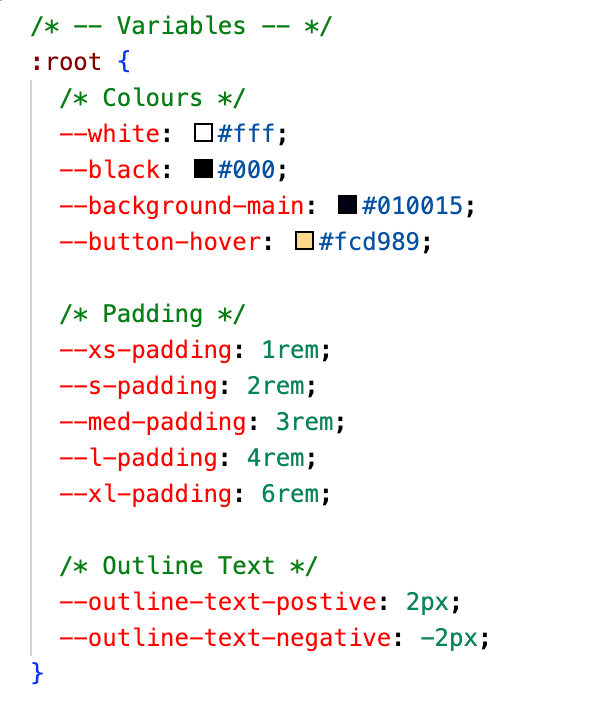 /* -- Variables -- */
:root {
/* Colours */
--white: #fff;
--black: #000;
--background-main: #010015;
--button-hover: #fcd989;
/* Padding */
--xs-padding: 1rem;
--s-padding: 2rem;
--med-padding: 3rem;
--l-padding: 4rem;
--xl-padding: 6rem;
/* Outline Text */
--outline-text-postive: 2px;
--outline-text-negative: -2px;
}